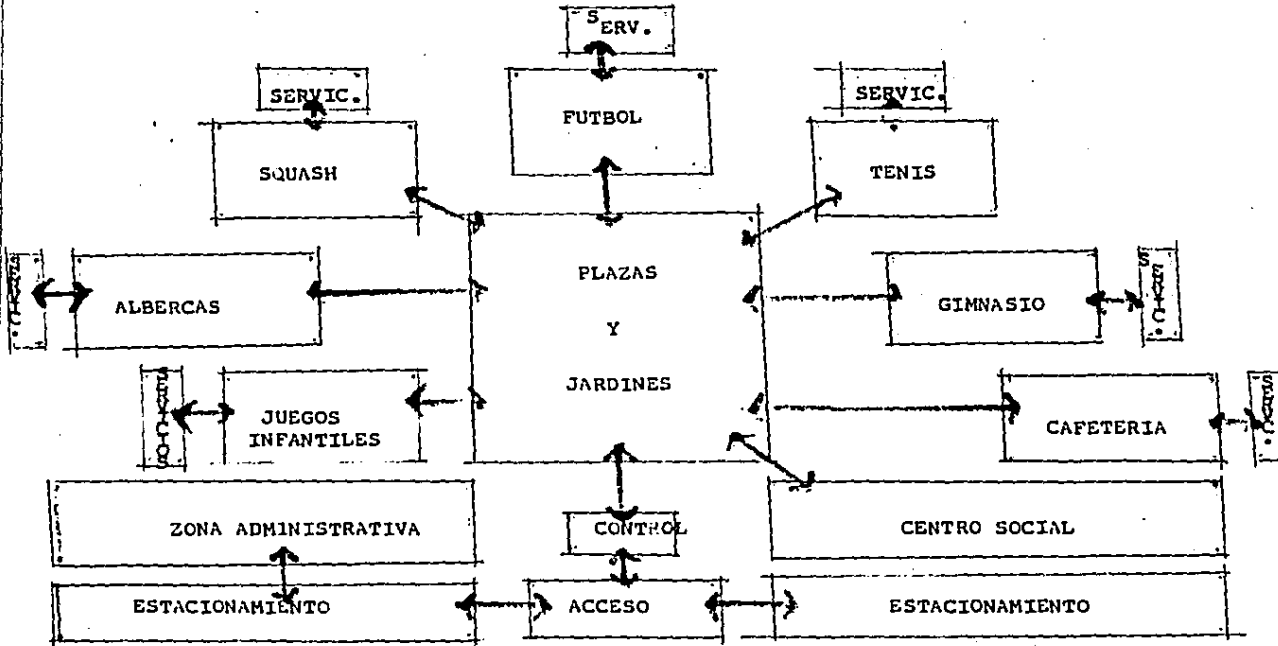 SERV.
SERVIC.
SERVIC.
FUTBOL
SQUASH
TENIS
PLAZAS
Y
JARDINES
ALBERCAS
GIMNASIO
JUEGOS
INFANTILES
CAFETERIA
ZONA ADMINISTRATIVA
CONTROL
CENTRO SOCIAL
ESTACIONAMIENTO
ACCESO
ESTACIONAMIENTO